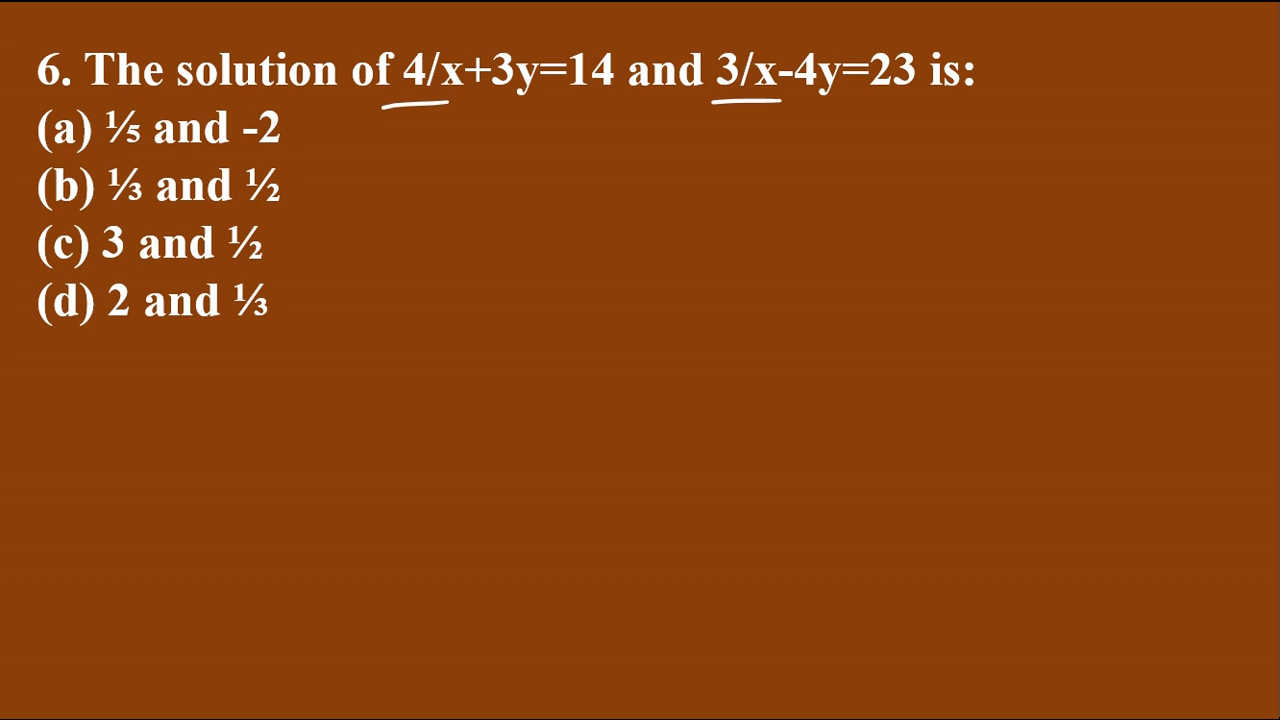 6. The solution of 4/x+3y=14 and 3/x-4y=23 is:
(a) ⅕ and -2
(b) ⅓ and ½
(c) 3 and ½
(d) 2 and ⅓